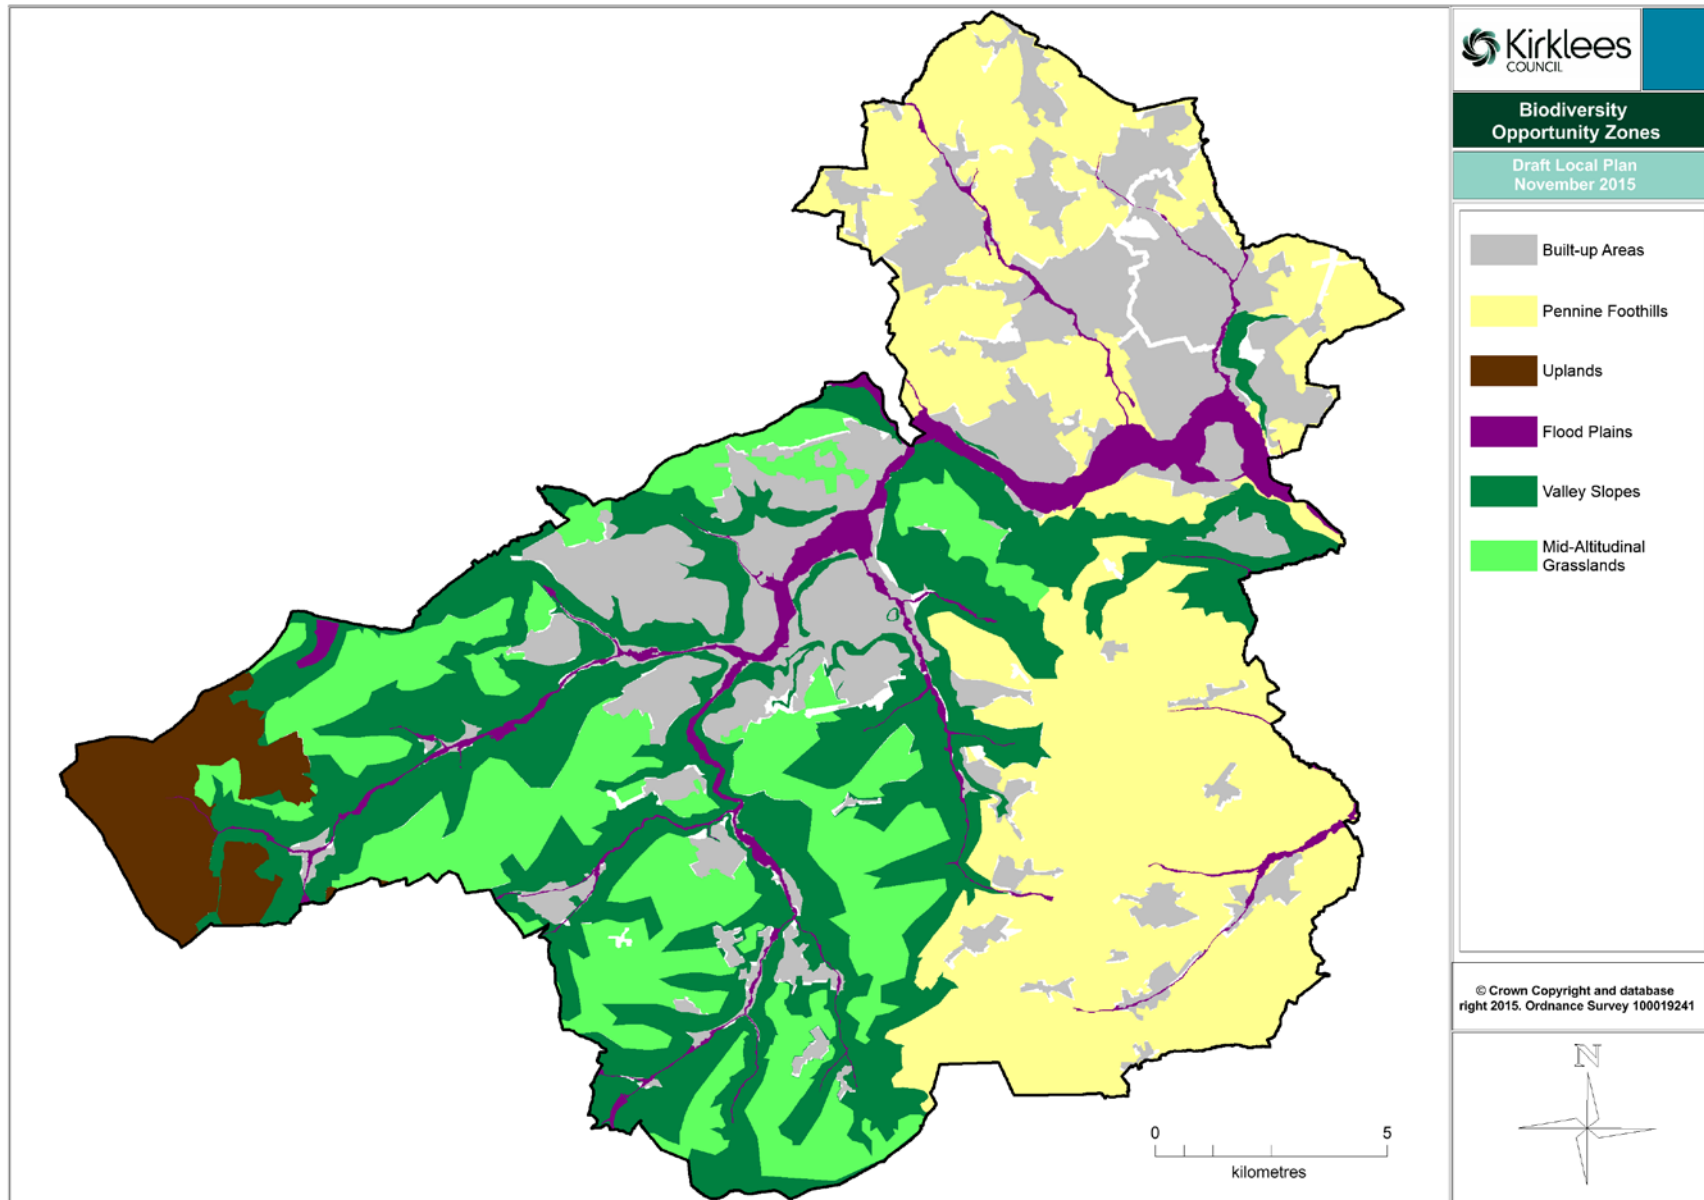 Kirklees
COUNCIL
Biodiversity
Opportunity Zones
Draft Local Plan
November 2015
Built-up Areas
Pennine Foothills
Uplands
Flood Plains
Valley Slopes
Mid-Altitudinal
Grasslands
© Crown Copyright and database
right 2015. Ordnance Survey 100019241
N
0 5
kilometres